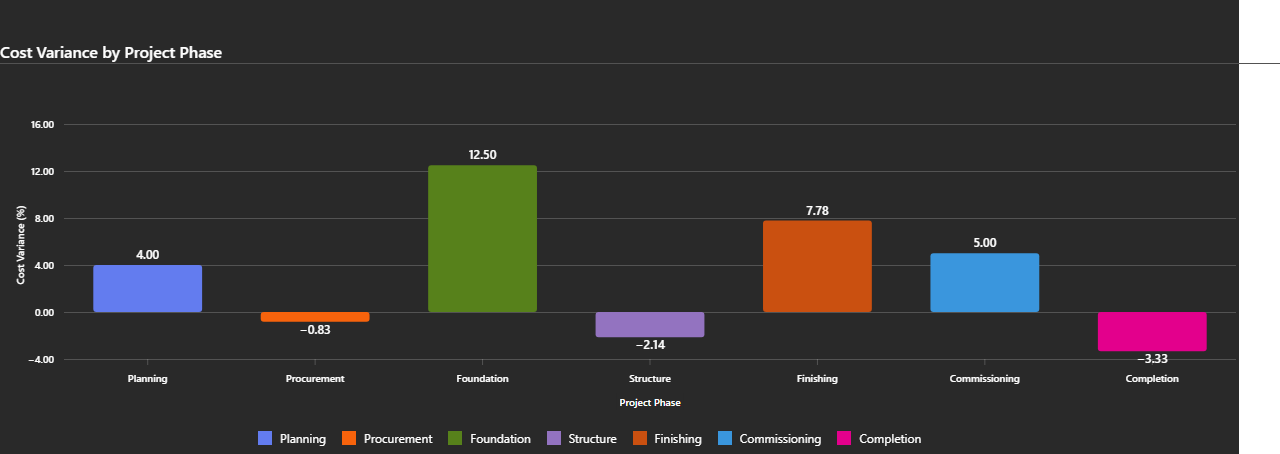 Cost Variance by Project Phase
16.00
12.00
8.00
4.00
0.00
−4.00
Cost Variance (%)
4.00
−0.83
12.50
−2.14
7.78
5.00
−3.33
Planning Procurement Foundation Structure Finishing Commissioning Completion
Project Phase
Planning Procurement Foundation Structure Finishing Commissioning Completion